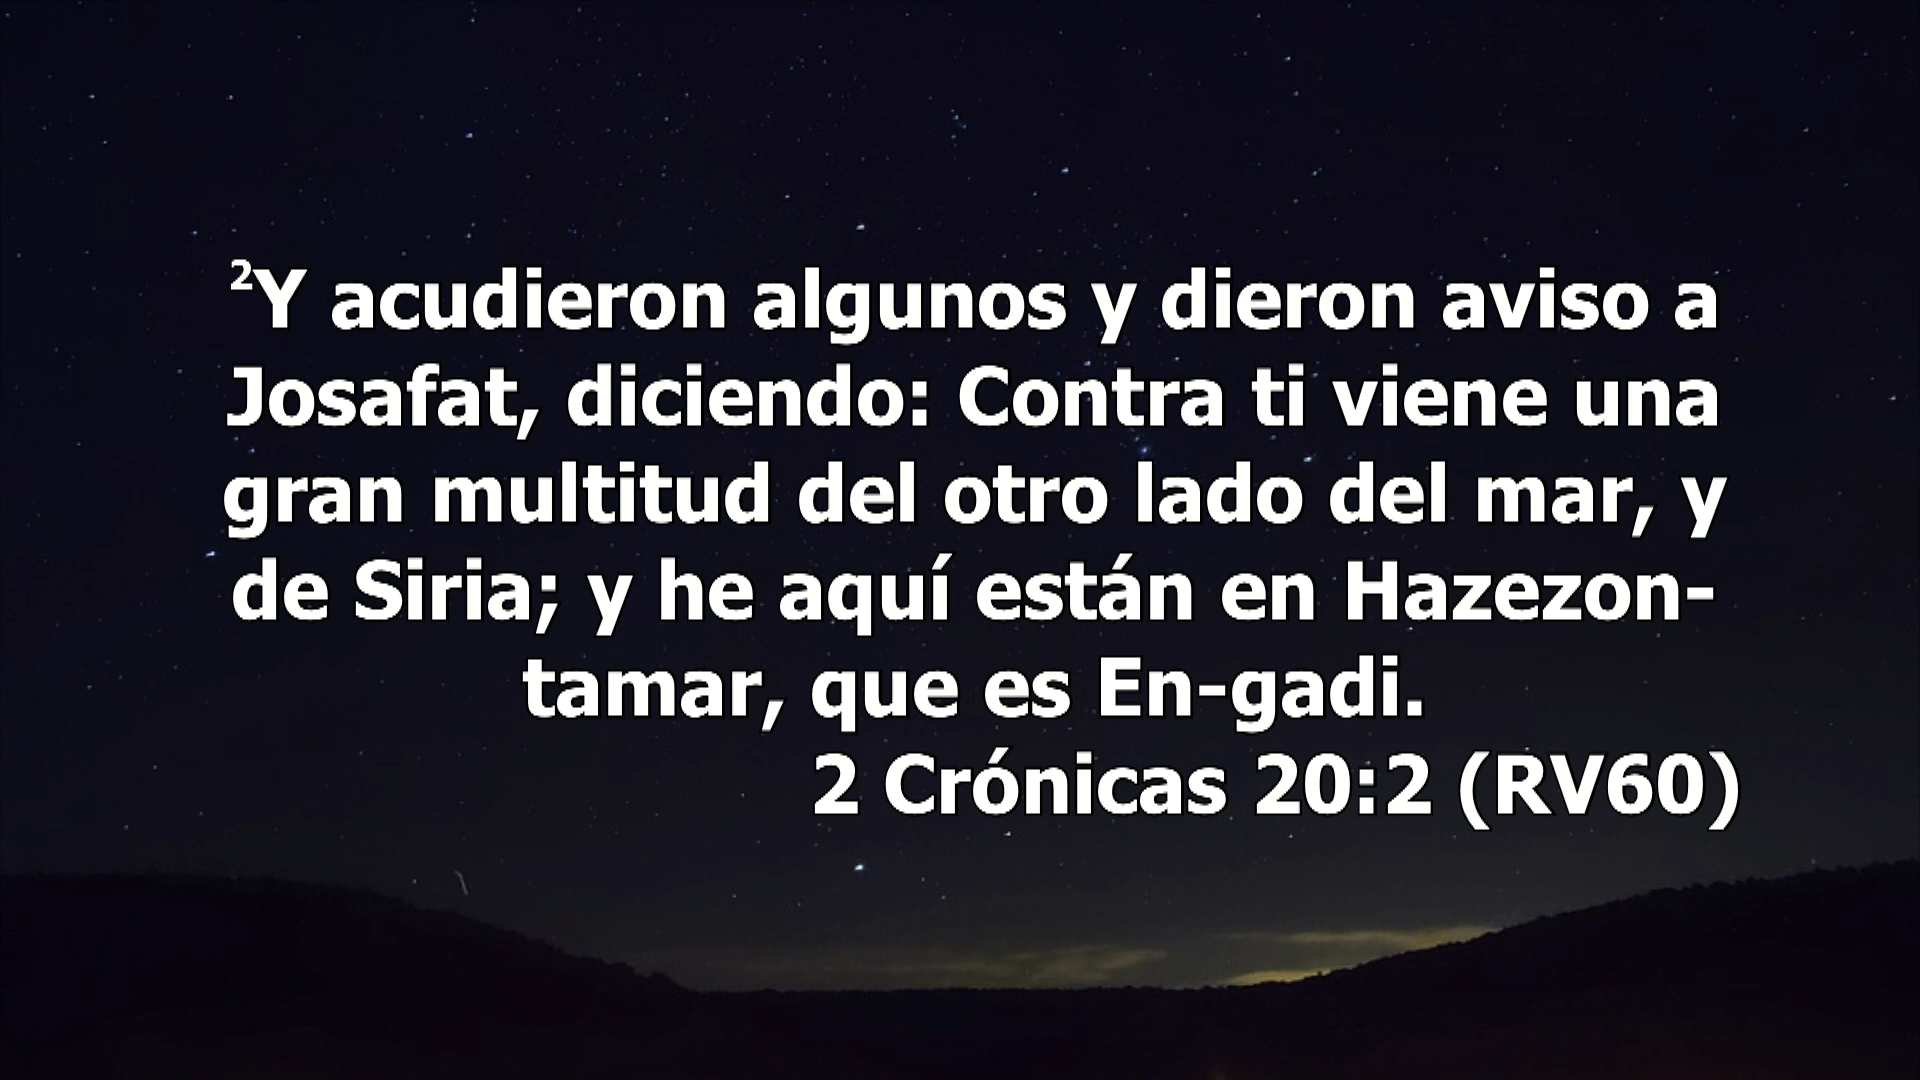 ²Y acudieron algunos y dieron aviso a
Josafat, diciendo: Contra ti viene una
gran multitud del otro lado del mar, y
de Siria; y he aquí están en Hazezon-
tamar, que es En-gadi.
2 Crónicas 20:2 (RV60)